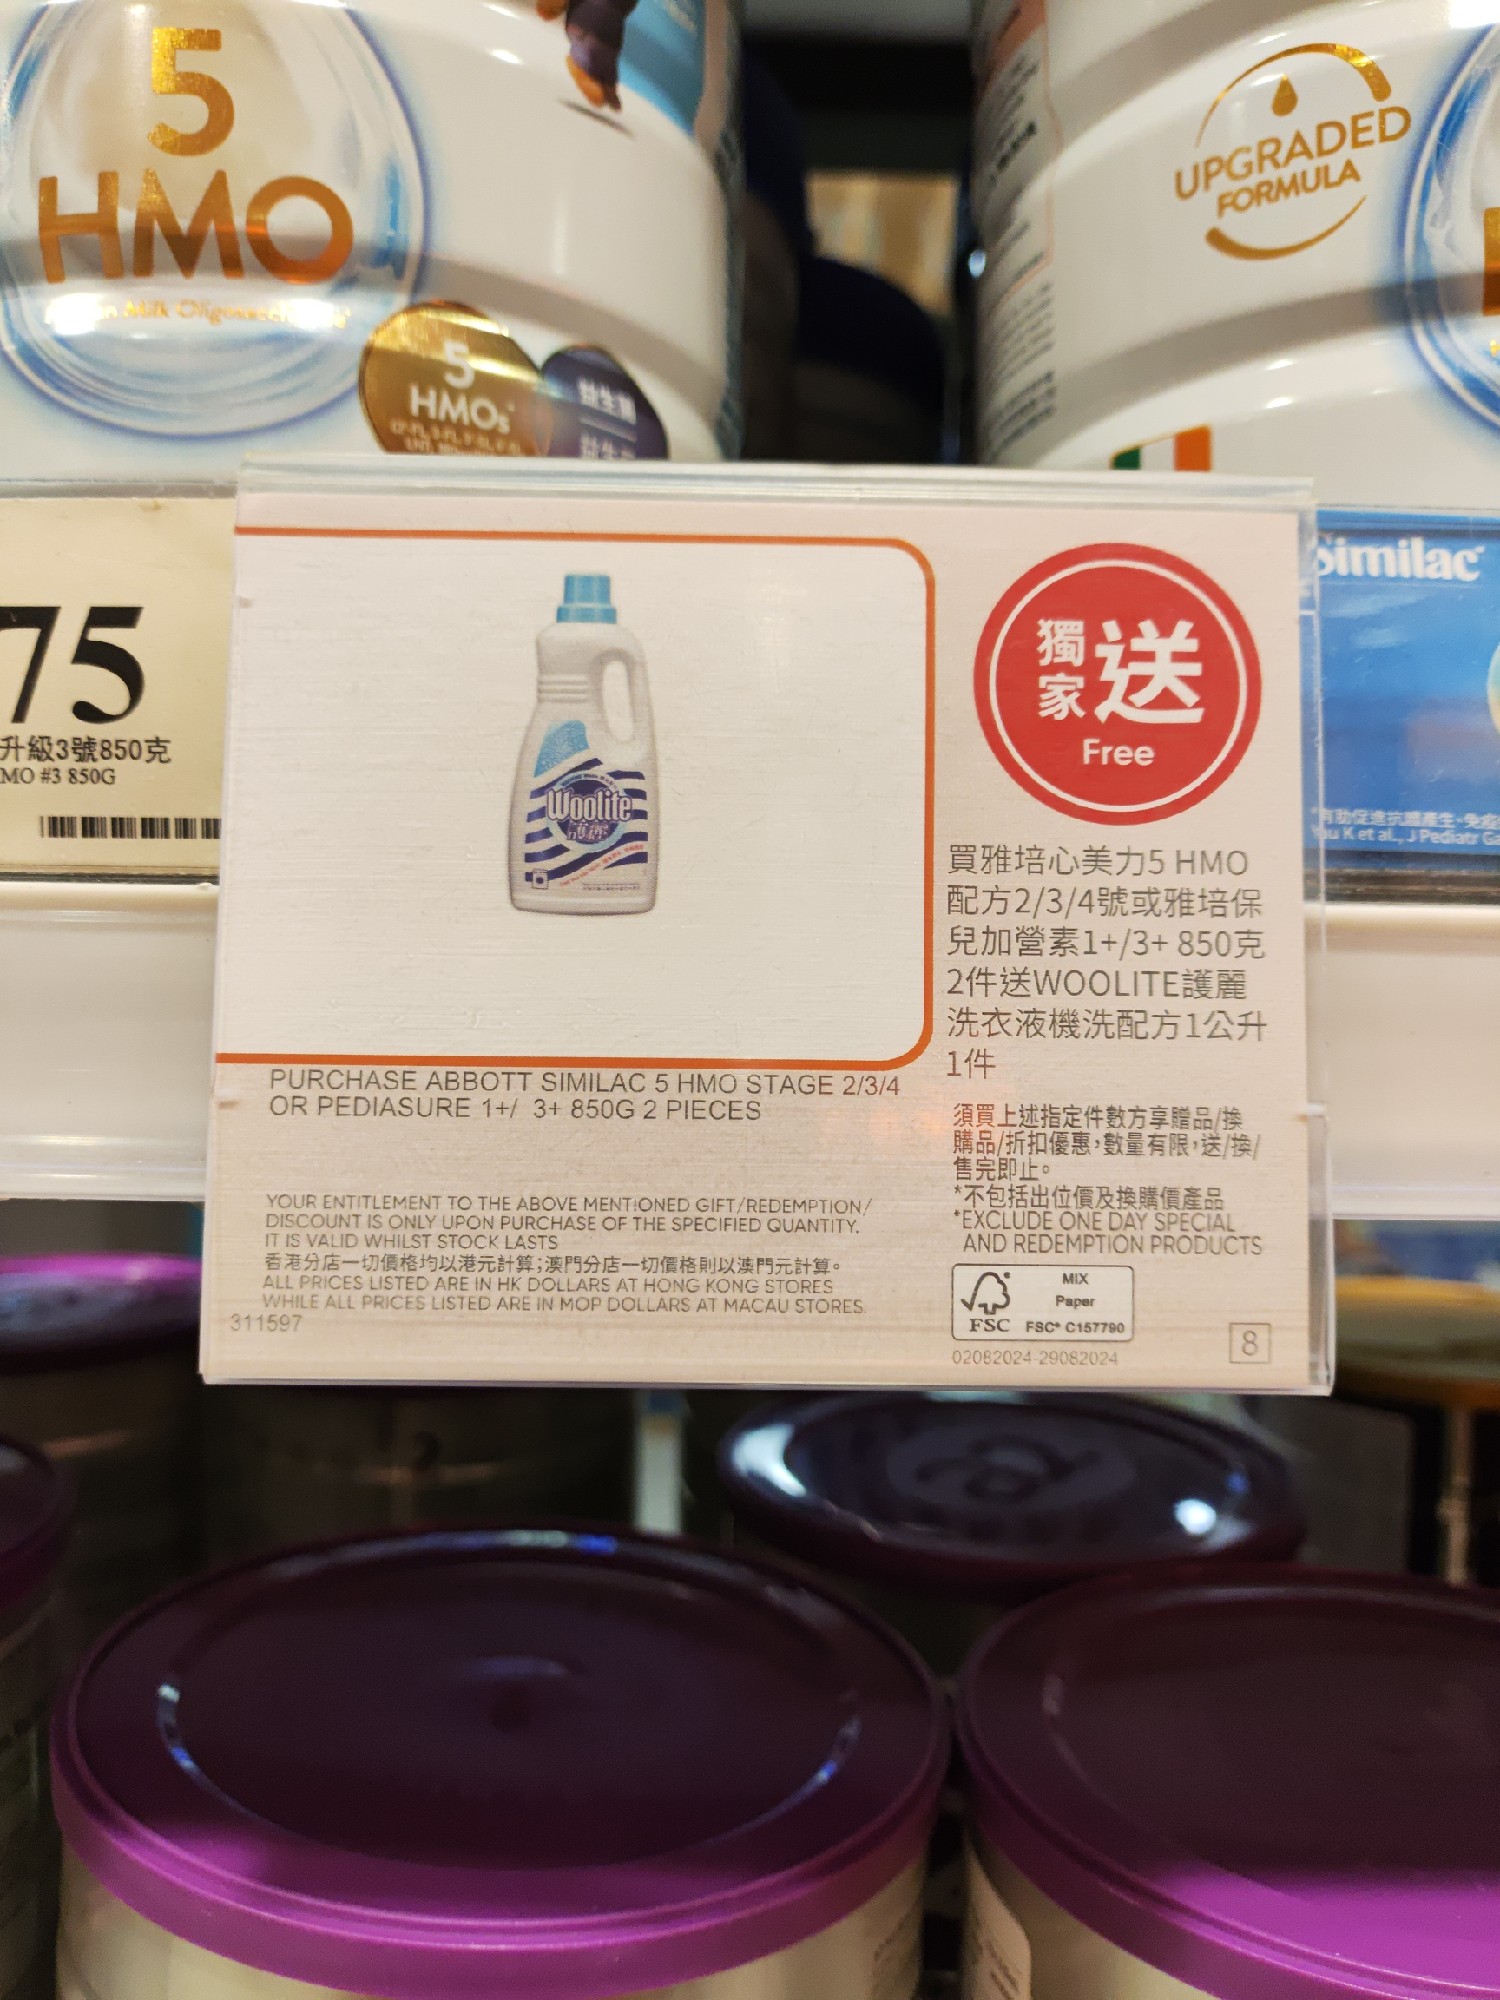 5
HMO
Milk
5
HMOs
益生菌
UPGRADED
FORMULA
75
升級3號850克
MO #3 850G
Similac
獨家送
Free
Woolite
護麗
買雅培心美力5 HMO
配方2/3/4號或雅培保
兒加營素1+/3+ 850克
2件送WOOLITE護麗
洗衣液機洗配方1公升
1件
PURCHASE ABBOTT SIMILAC 5 HMO STAGE 2/3/4
OR PEDIASURE 1+/ 3+ 850G 2 PIECES
須買上述指定件數方享贈品/換
購品/折扣優惠,數量有限,送/換/
售完即止。
*不包括出位價及換購價產品
*EXCLUDE ONE DAY SPECIAL
AND REDEMPTION PRODUCTS
YOUR ENTITLEMENT TO THE ABOVE MENTIONED GIFT/REDEMPTION/
DISCOUNT IS ONLY UPON PURCHASE OF THE SPECIFIED QUANTITY.
IT IS VALID WHILST STOCK LASTS
香港分店一切價格均以港元計算;澳門分店一切價格則以澳門元計算。
ALL PRICES LISTED ARE IN HK DOLLARS AT HONG KONG STORES
WHILE ALL PRICES LISTED ARE IN MOP DOLLARS AT MACAU STORES.
311597
MIX
Paper
FSC
FSC® C157790
02082024-29082024
8